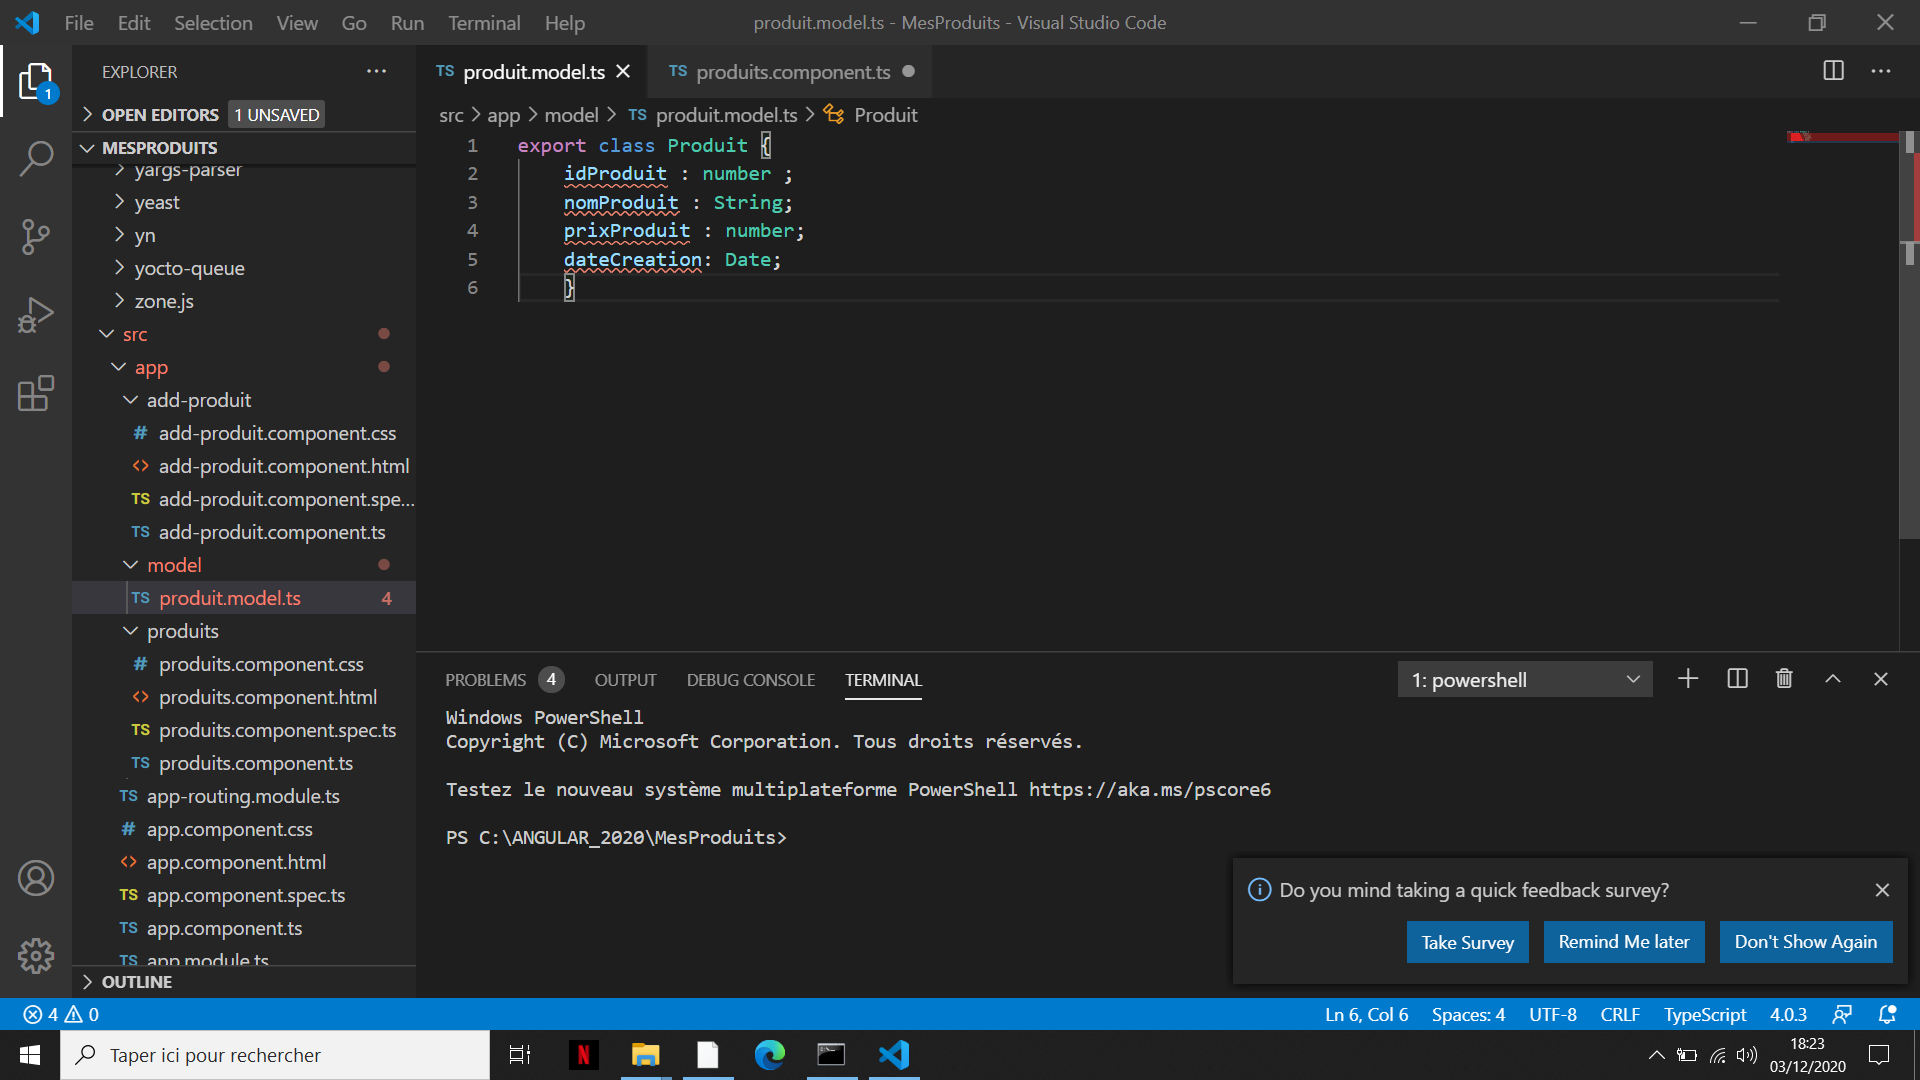 File Edit Selection View Go Run Terminal Help
produit.model.ts - MesProduits - Visual Studio Code
EXPLORER
1
OPEN EDITORS 1 UNSAVED
MESPRODUITS
yargs-parser
yeast
yn
yocto-queue
zone.js
src
app
add-produit
# add-produit.component.css
<> add-produit.component.html
TS add-produit.component.spe...
TS add-produit.component.ts
model
TS produit.model.ts 4
produits
# produits.component.css
<> produits.component.html
TS produits.component.spec.ts
TS produits.component.ts
TS app-routing.module.ts
# app.component.css
<> app.component.html
TS app.component.spec.ts
TS app.component.ts
TS app.module.ts
OUTLINE
TS produit.model.ts TS produits.component.ts
src > app > model > TS produit.model.ts > Produit
1 export class Produit {
2 idProduit : number ;
3 nomProduit : String;
4 prixProduit : number;
5 dateCreation: Date;
6 }
PROBLEMS 4 OUTPUT DEBUG CONSOLE TERMINAL 1: powershell
Windows PowerShell
Copyright (C) Microsoft Corporation. Tous droits réservés.
Testez le nouveau système multiplateforme PowerShell https://aka.ms/pscore6
PS C:\ANGULAR_2020\MesProduits>
Do you mind taking a quick feedback survey?
Take Survey Remind Me later Don't Show Again
4 0 Ln 6, Col 6 Spaces: 4 UTF-8 CRLF TypeScript 4.0.3
Taper ici pour rechercher
N
18:23
03/12/2020